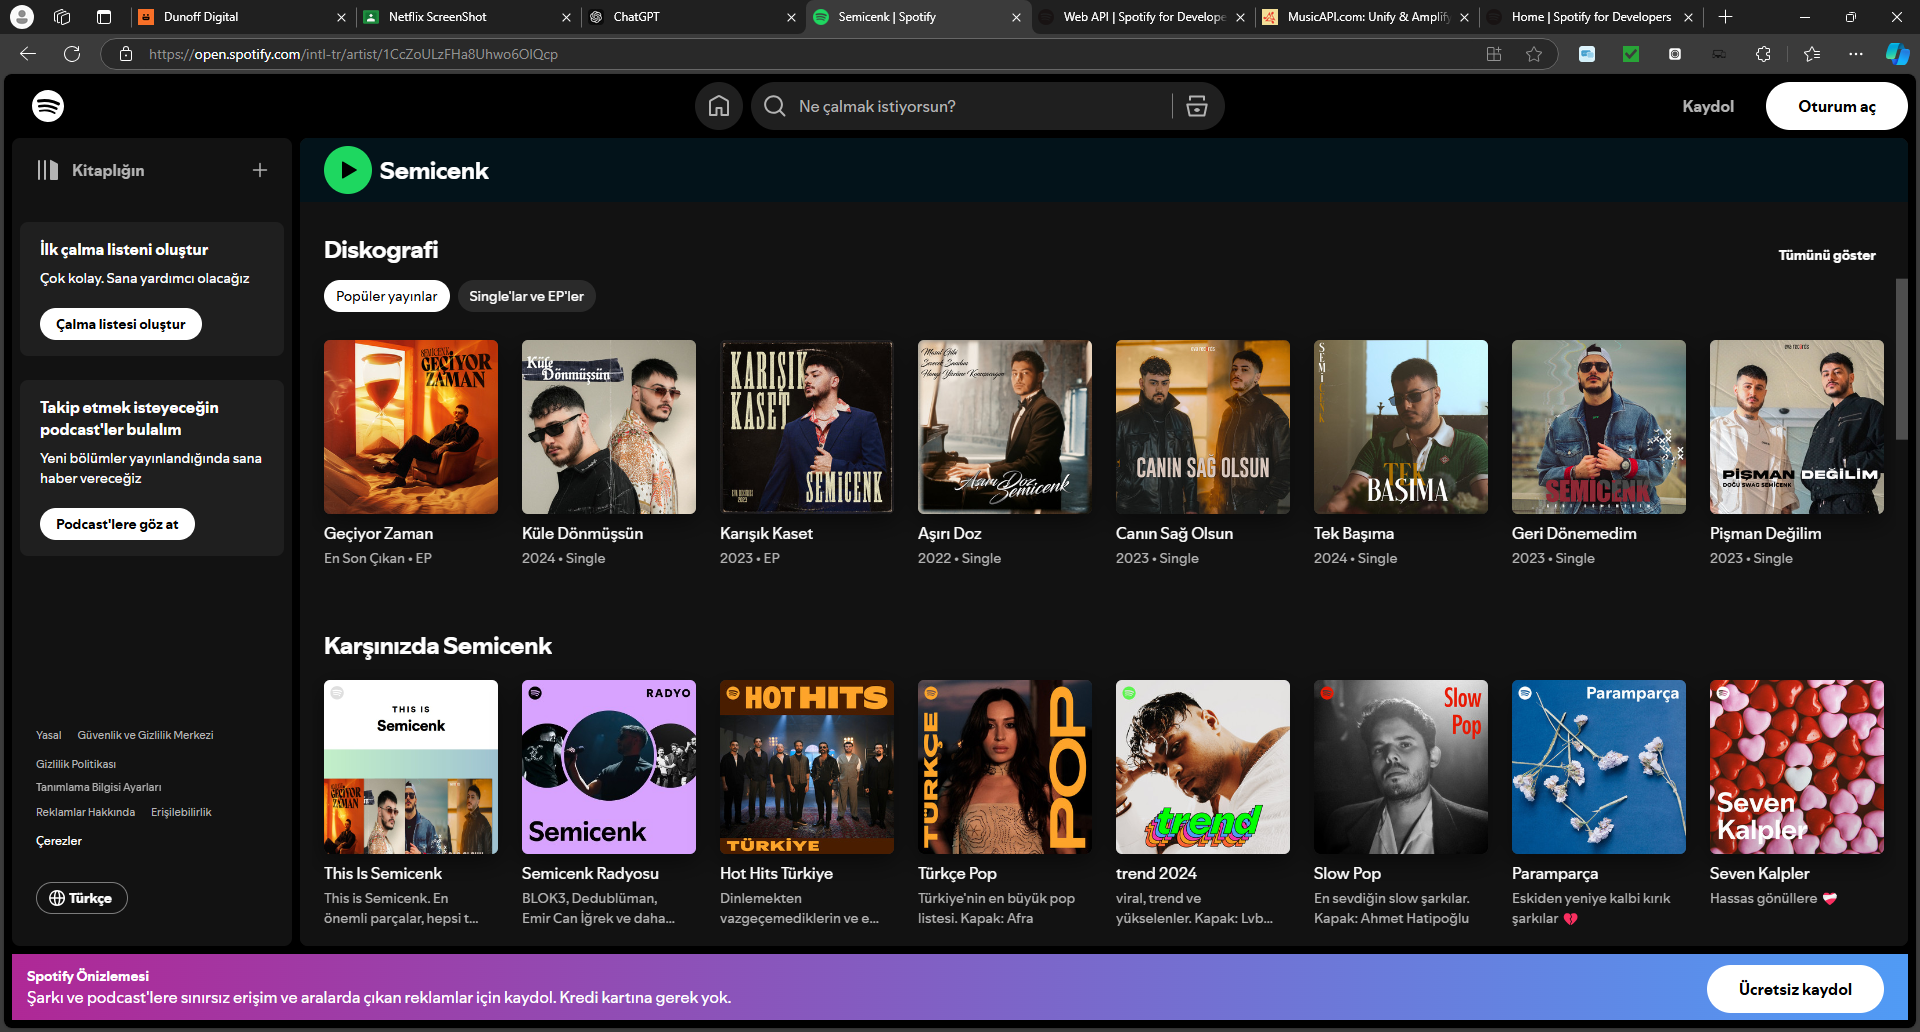 Dunoff Digital
Netflix ScreenShot
ChatGPT
Semicenk | Spotify
Web API | Spotify for Develope
MusicAPI.com: Unify & Amplify
Home | Spotify for Developers
https://open.spotify.com/intl-tr/artist/1CcZoULzFHa8Uhwo6OlQcp
Ne çalmak istiyorsun?
Kaydol
Oturum aç
Kitaplığın
İlk çalma listeni oluştur
Çok kolay. Sana yardımcı olacağız
Çalma listesi oluştur
Takip etmek isteyeceğin
podcast'ler bulalım
Yeni bölümler yayınlandığında sana
haber vereceğiz
Podcast'lere göz at
Yasal
Güvenlik ve Gizlilik Merkezi
Gizlilik Politikası
Tanımlama Bilgisi Ayarları
Reklamlar Hakkında
Erişilebilirlik
Çerezler
Türkçe
Semicenk
Diskografi
Tümünü göster
Popüler yayınlar
Single'lar ve EP'ler
SEMICENK
GEÇİYOR
ZAMAN
Geçiyor Zaman
En Son Çıkan • EP
Küle
Dönmüşsün
Küle Dönmüşsün
2024 • Single
KARIŞIK
KASET
SEMİCENK
Karışık Kaset
2023 • EP
Aşırı Doz
Semicenk
Aşırı Doz
2022 • Single
CANIN SAĞ OLSUN
Canın Sağ Olsun
2023 • Single
SEMICENK
TEK
BAŞIMA
Tek Başıma
2024 • Single
SEMICENK
Geri Dönemedim
2023 • Single
PİŞMAN DEĞİLİM
DOĞU SWAG SEMİCENK
Pişman Değilim
2023 • Single
Karşınızda Semicenk
THIS IS
Semicenk
This Is Semicenk
This is Semicenk. En
önemli parçalar, hepsi t...
RADYO
Semicenk
Semicenk Radyosu
BLOK3, Dedublüman,
Emir Can İğrek ve daha...
HOT HITS
TÜRKİYE
Hot Hits Türkiye
Dinlemekten
vazgeçemediklerin ve e...
TÜRKÇE
POP
Türkçe Pop
Türkiye'nin en büyük pop
listesi. Kapak: Afra
trend
trend 2024
viral, trend ve
yükselenler. Kapak: Lvb...
Slow
Pop
Slow Pop
En sevdiğin slow şarkılar.
Kapak: Ahmet Hatipoğlu
Paramparça
Paramparça
Eskiden yeniye kalbi kırık
şarkılar 💔
Seven
Kalpler
Seven Kalpler
Hassas gönüllere ❤️‍🩹
Spotify Önizlemesi
Şarkı ve podcast'lere sınırsız erişim ve aralarda çıkan reklamlar için kaydol. Kredi kartına gerek yok.
Ücretsiz kaydol